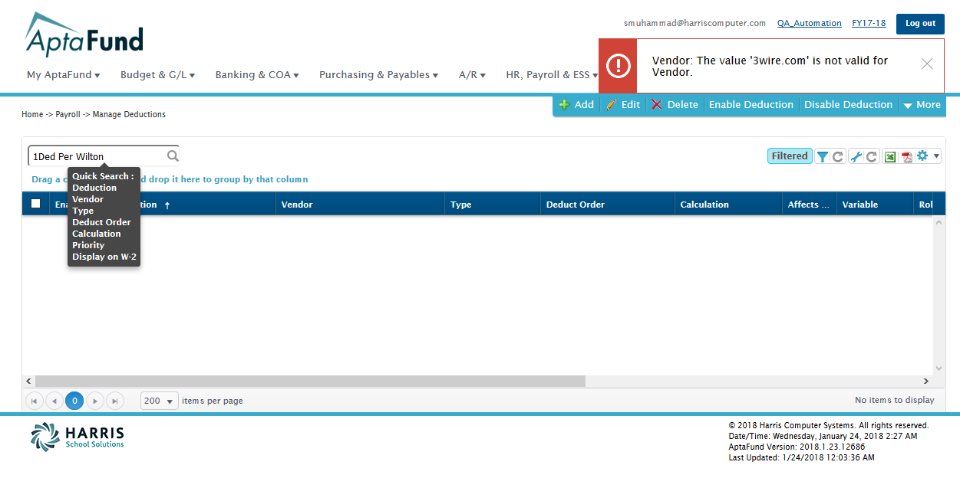 AptaFund
smuhammad@harriscomputer.com QA_Automation FY17-18 Log out
Vendor: The value '3wire.com' is not valid for
Vendor.
My AptaFund Budget & G/L Banking & COA Purchasing & Payables A/R HR, Payroll & ESS
Add Edit Delete Enable Deduction Disable Deduction More
Home -> Payroll -> Manage Deductions
1Ded Per Wilton
Filtered
Drag a c d drop it here to group by that column
Quick Search :
Deduction
Vendor
Type
Deduct Order
Calculation
Priority
Display on W-2
Ena tion ↑ Vendor Type Deduct Order Calculation Affects ... Variable Rol
0 200 items per page No items to display
HARRIS
School Solutions
© 2018 Harris Computer Systems. All rights reserved.
Date/Time: Wednesday, January 24, 2018 2:27 AM
AptaFund Version: 2018.1.23.12686
Last Updated: 1/24/2018 12:03:36 AM